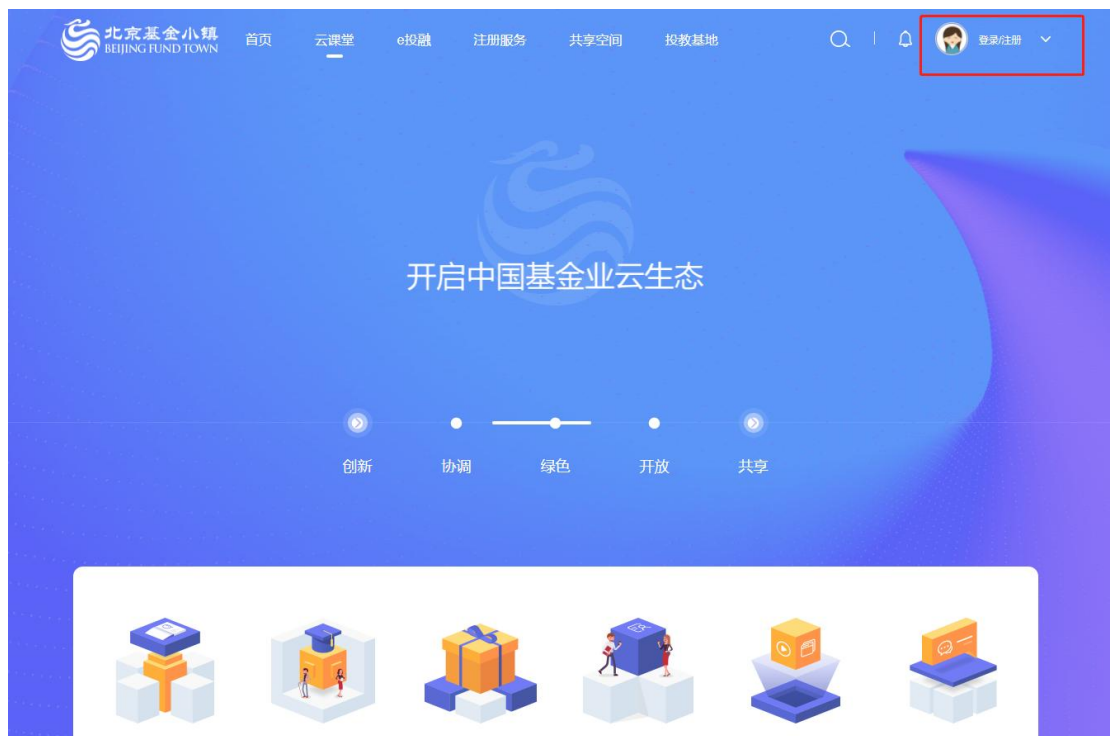 北京基金小镇
BEIJING FUND TOWN
首页 云课堂 e投融 注册服务 共享空间 投教基地 登录/注册
开启中国基金业云生态
创新 协调 绿色 开放 共享